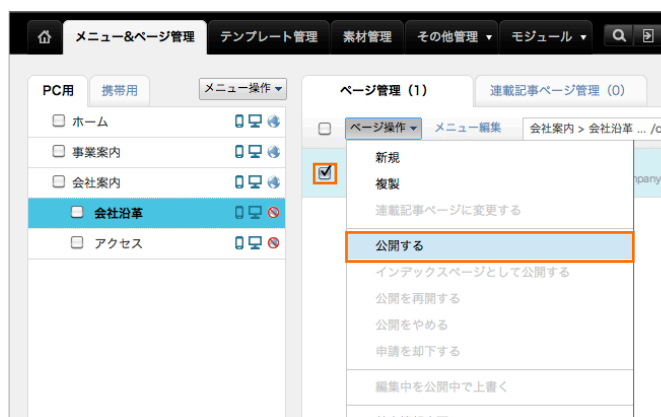 メニュー&ページ管理 テンプレート管理 素材管理 その他管理 ▼ モジュール ▼
PC用 携帯用 メニュー操作 ▼
ページ管理（1） 連載記事ページ管理（0）
ホーム
事業案内
会社案内
会社沿革
アクセス
ページ操作 ▼ メニュー編集 会社案内 > 会社沿革 ... /c
新規
複製
連載記事ページに変更する
公開する
インデックスページとして公開する
公開を再開する
公開をやめる
申請を却下する
編集中を公開中で上書く
mpany